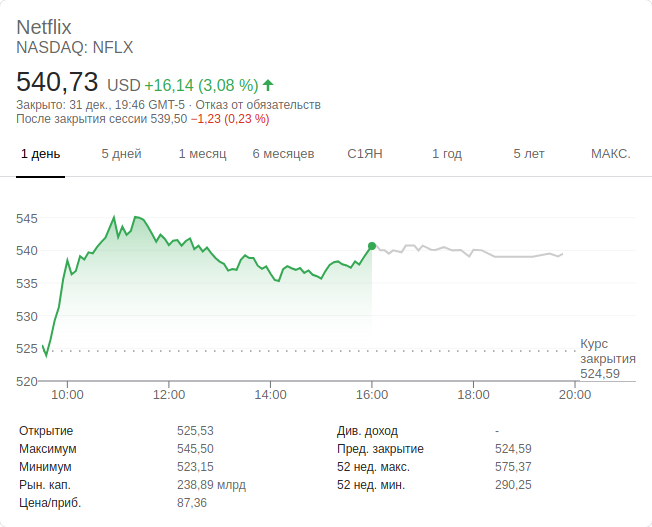 Netflix
NASDAQ: NFLX
540,73 USD +16,14 (3,08 %)
Закрыто: 31 дек., 19:46 GMT-5 · Отказ от обязательств
После закрытия сессии 539,50 −1,23 (0,23 %)
1 день 5 дней 1 месяц 6 месяцев С1ЯН 1 год 5 лет МАКС.
545
540
535
530
525
520
Курс
закрытия
524,59
10:00 12:00 14:00 16:00 18:00 20:00
Открытие 525,53 Див. доход -
Максимум 545,50 Пред. закрытие 524,59
Минимум 523,15 52 нед. макс. 575,37
Рын. кап. 238,89 млрд 52 нед. мин. 290,25
Цена/приб. 87,36